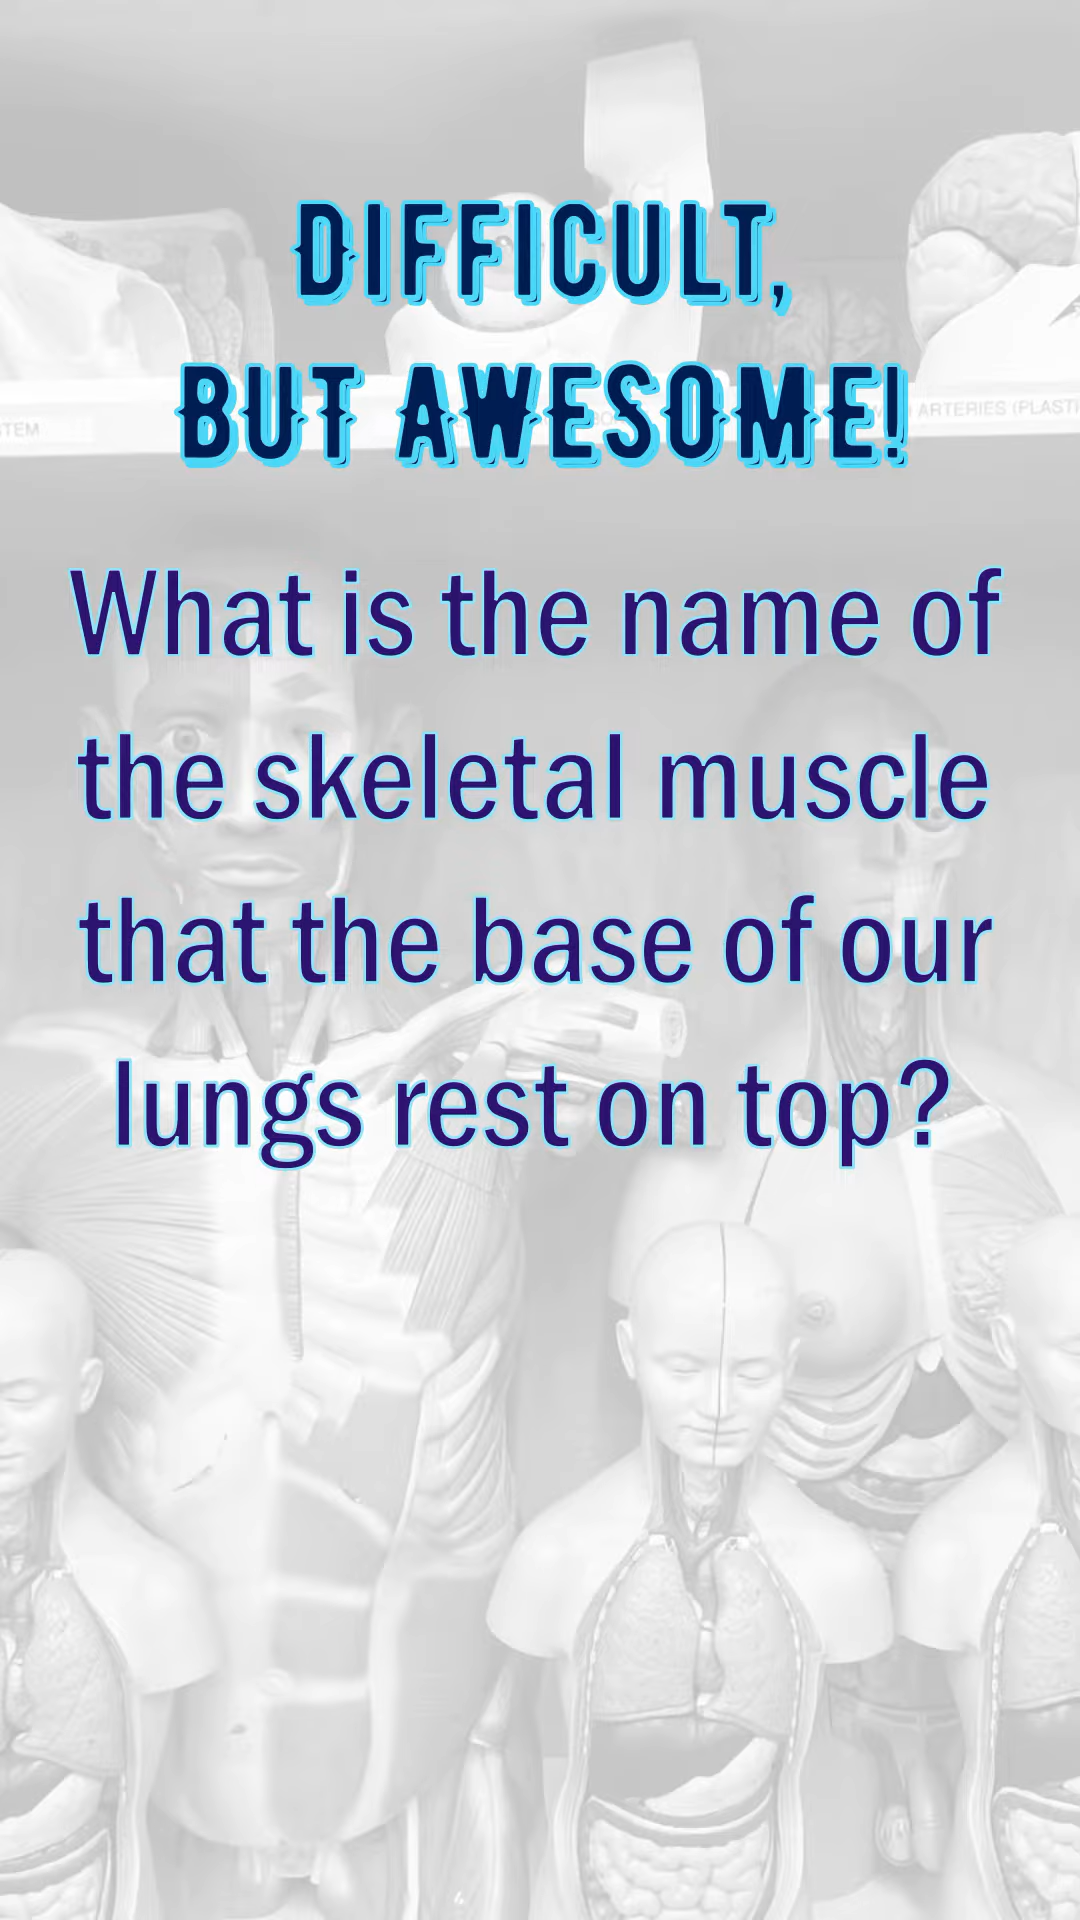 DIFFICULT,
BUT AWESOME!
STEM
ARTERIES (PLASTI
What is the name of
the skeletal muscle
that the base of our
lungs rest on top?